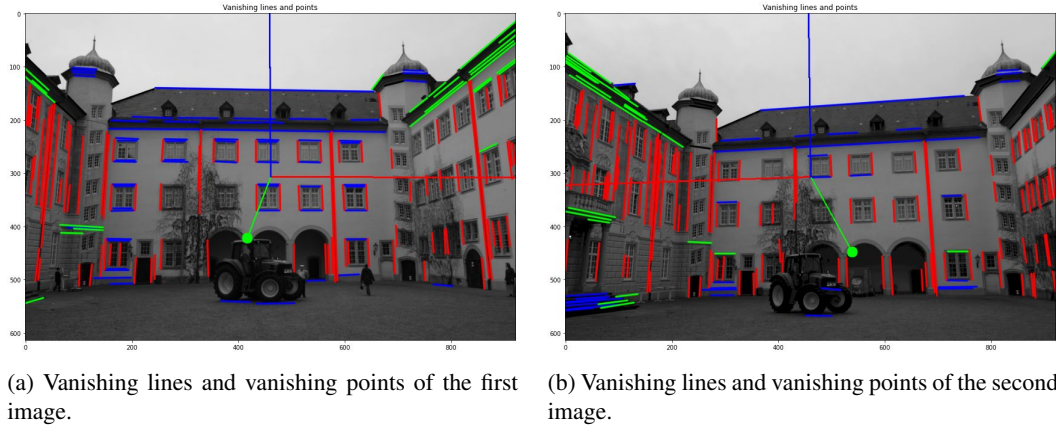 Vanishing lines and points
0
100
200
300
400
500
600
0 200 400 600 800
Vanishing lines and points
0
100
200
300
400
500
600
0 200 400 600 800
(a) Vanishing lines and vanishing points of the first
image.
(b) Vanishing lines and vanishing points of the second
image.